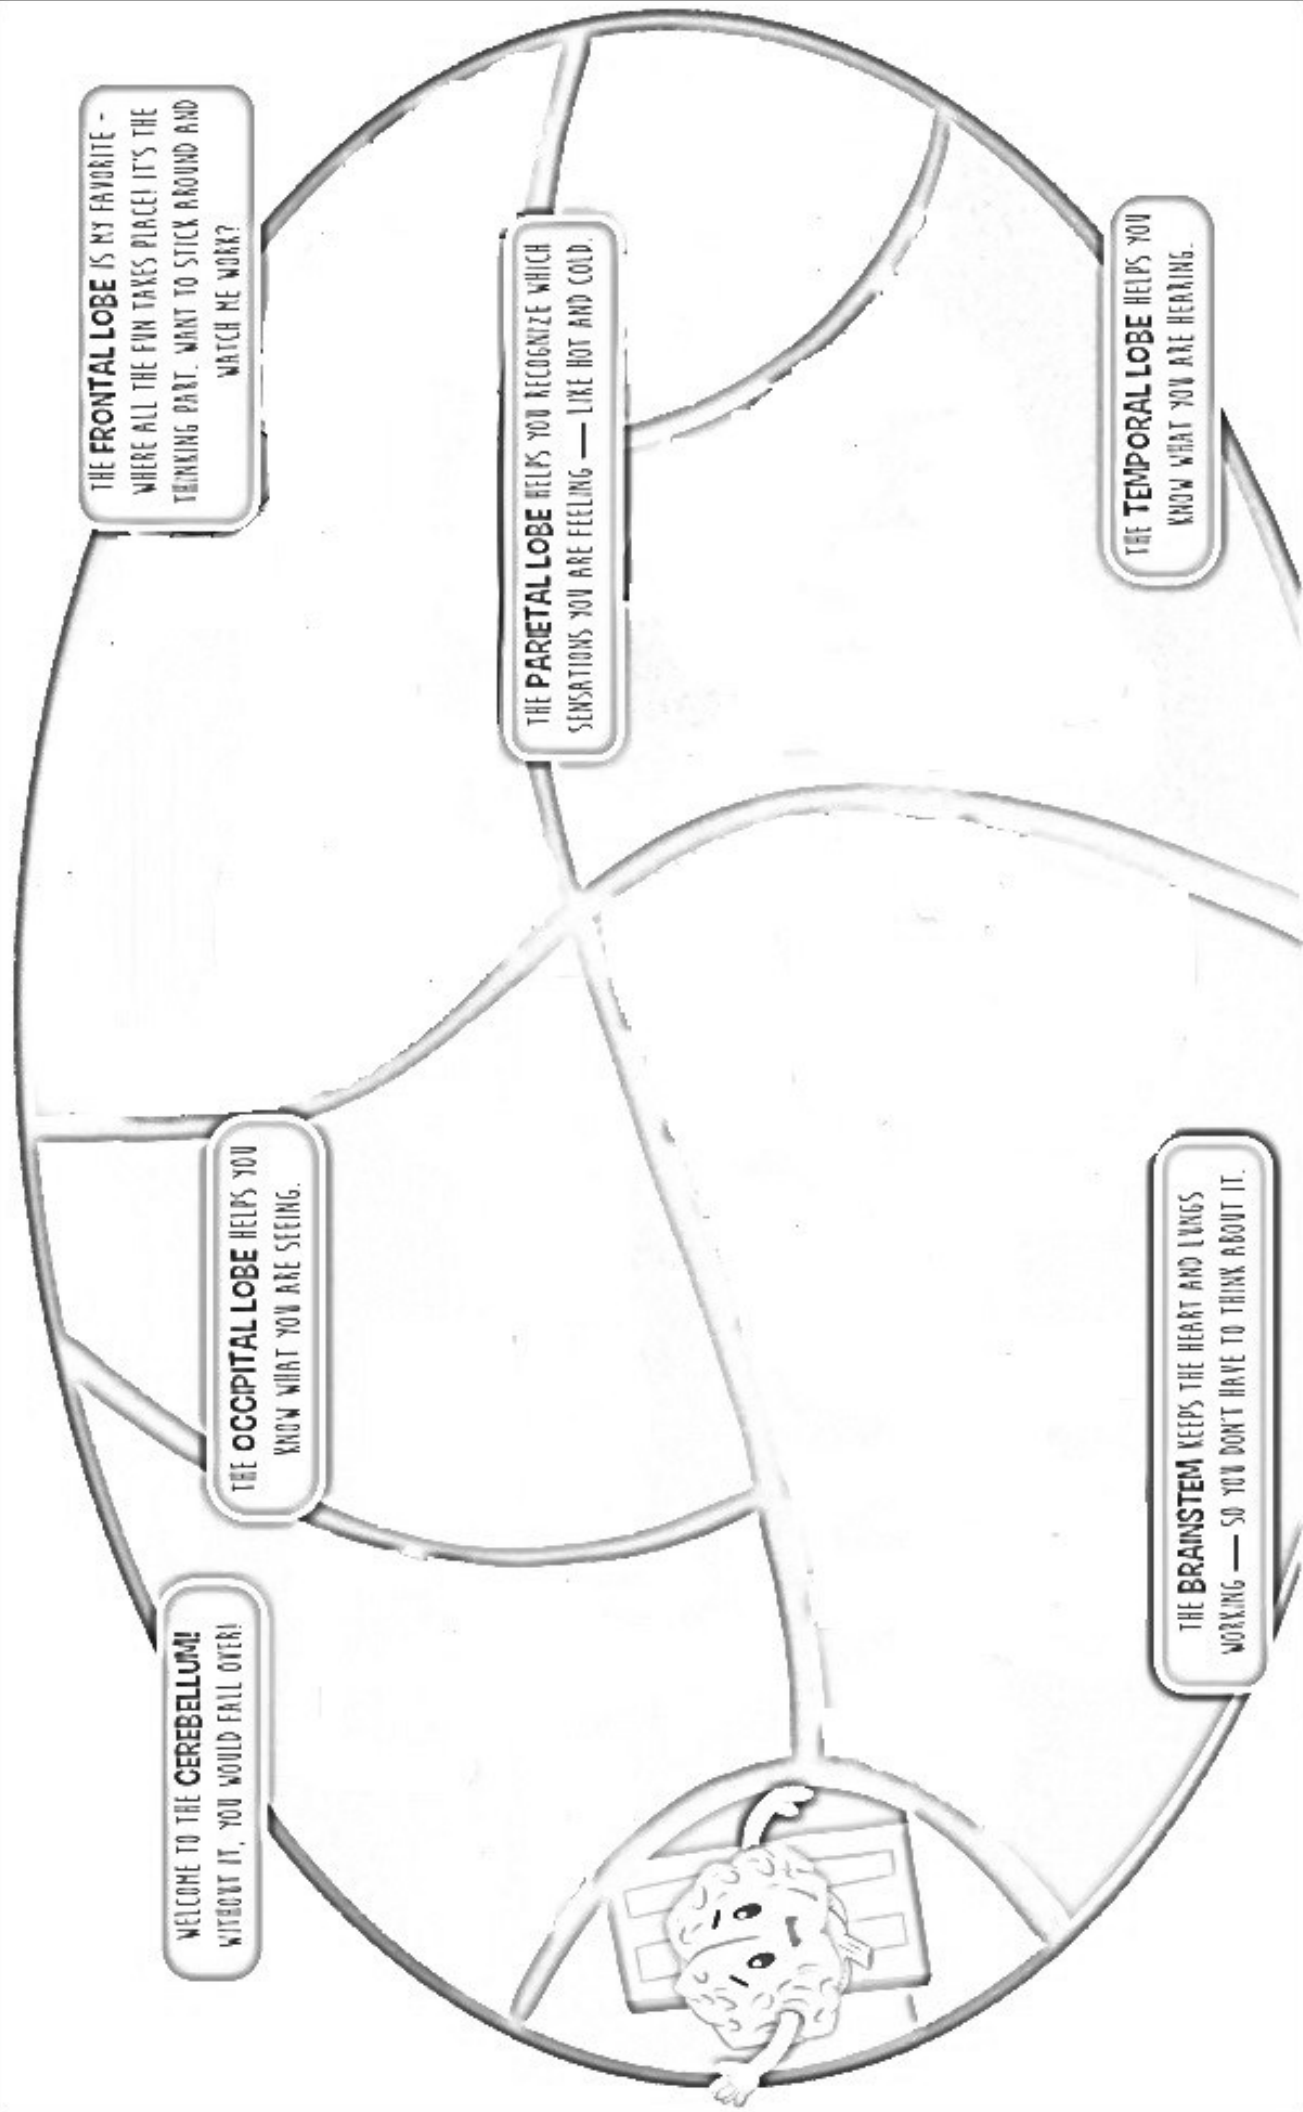 WELCOME TO THE CEREBELLUM!
WITHOUT IT, YOU WOULD FALL OVER!
THE OCCIPITAL LOBE HELPS YOU
KNOW WHAT YOU ARE SEEING.
THE FRONTAL LOBE IS MY FAVORITE -
WHERE ALL THE FUN TAKES PLACE! IT'S THE
THINKING PART. WANT TO STICK AROUND AND
WATCH ME WORK?
THE PARIETAL LOBE HELPS YOU RECOGNIZE WHICH
SENSATIONS YOU ARE FEELING — LIKE HOT AND COLD.
THE TEMPORAL LOBE HELPS YOU
KNOW WHAT YOU ARE HEARING.
THE BRAINSTEM KEEPS THE HEART AND LUNGS
WORKING — SO YOU DON'T HAVE TO THINK ABOUT IT.